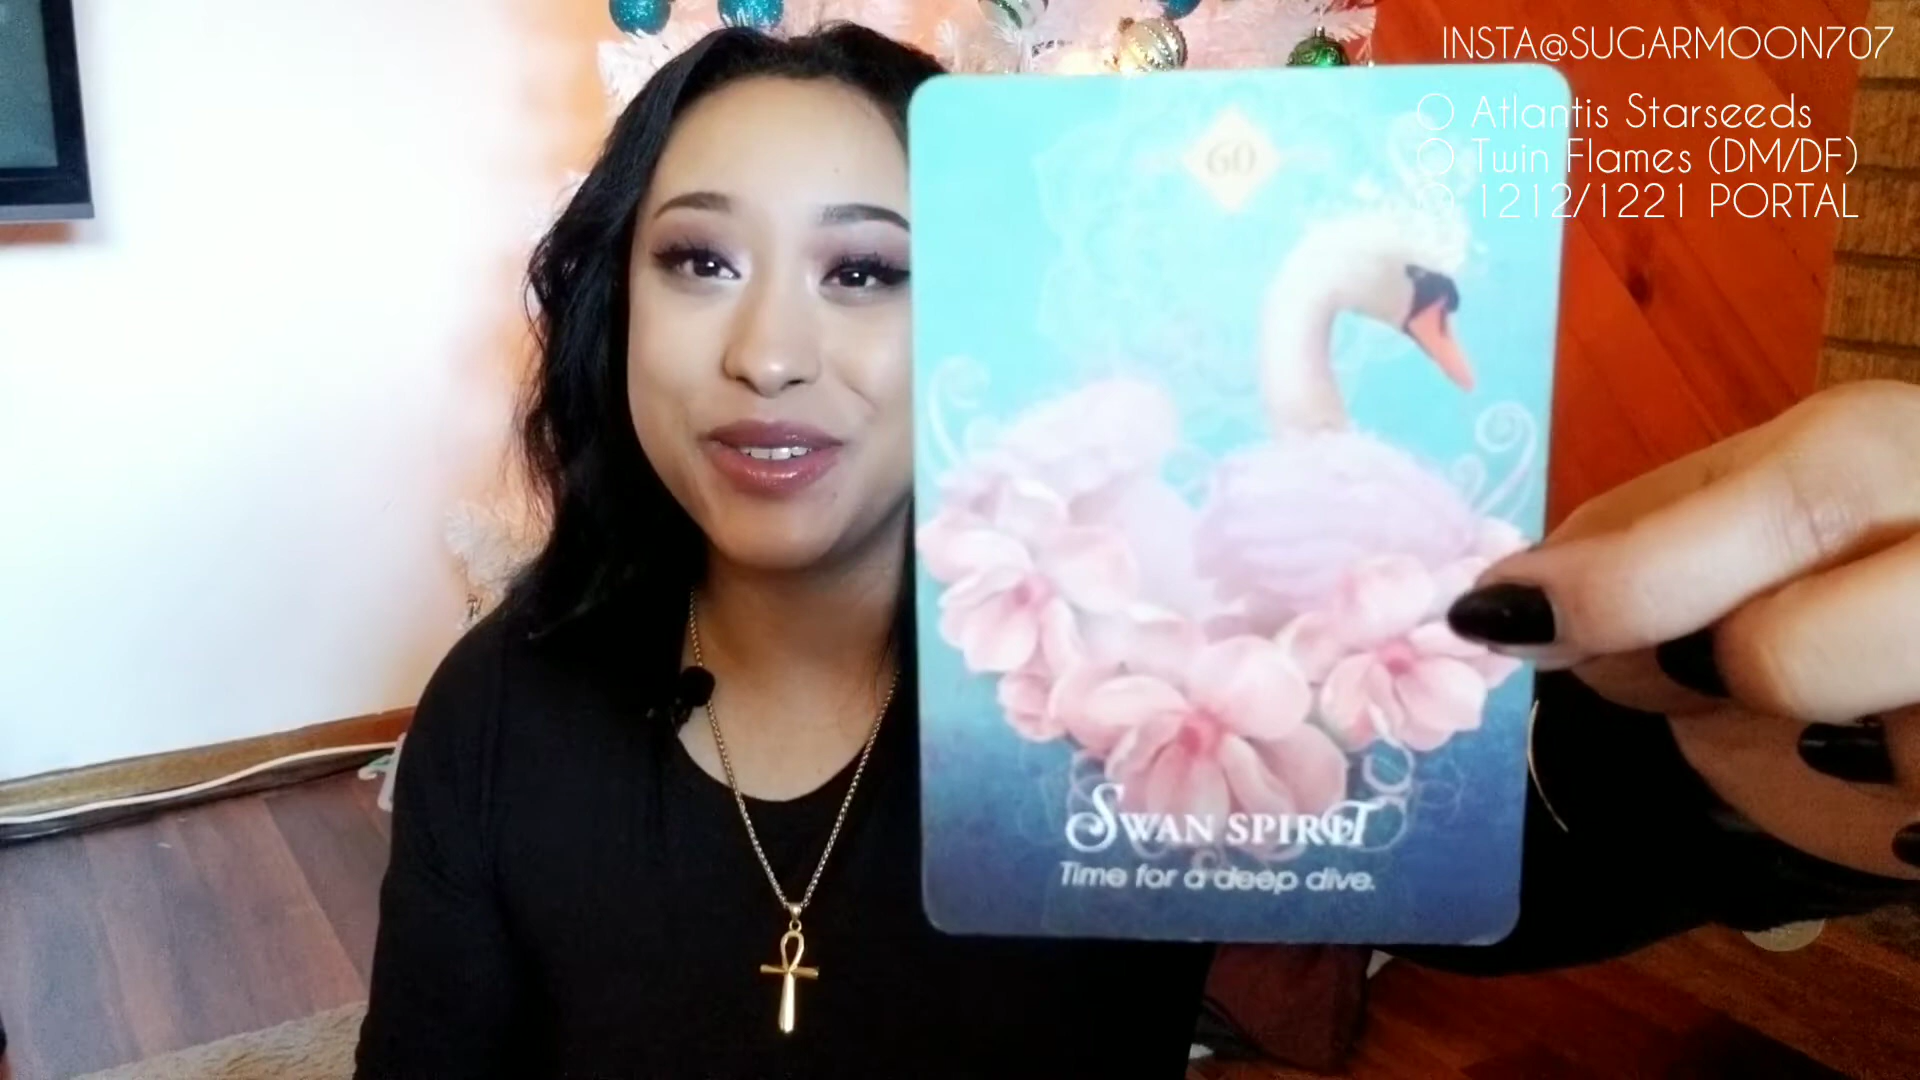 INSTA@SUGARMOON707
Atlantis Starseeds
Twin Flames (DM/DF)
1212/1221 PORTAL
60
SWAN SPIRIT
Time for a deep dive.